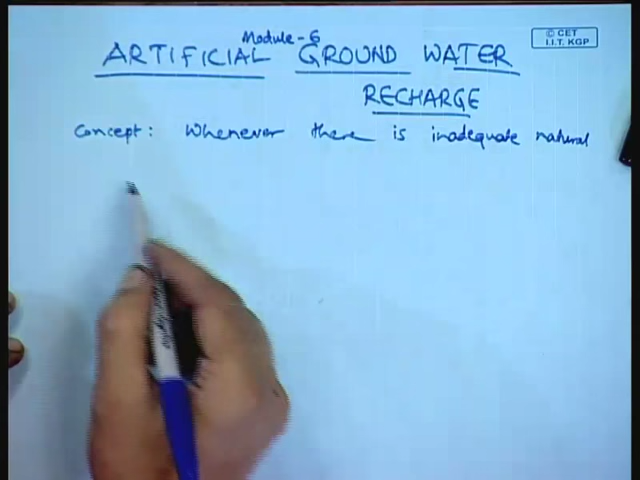 Module-6
© CET
I.I.T. KGP
ARTIFICIAL GROUND WATER
RECHARGE
Concept: Whenever there is inadequate natural